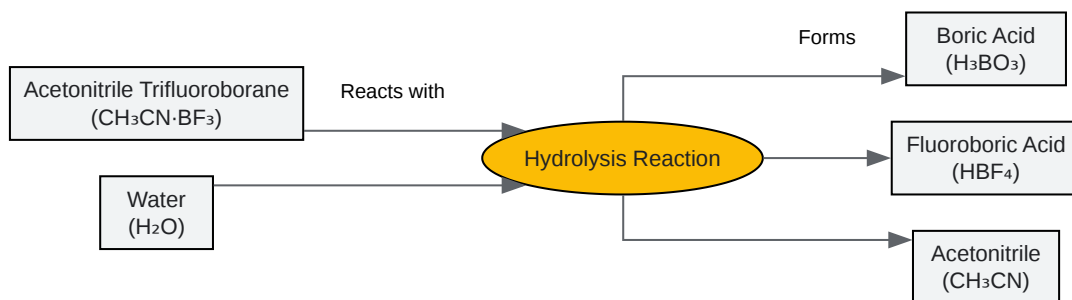 Acetonitrile Trifluoroborane
(CH₃CN·BF₃)
Reacts with
Water
(H₂O)
Hydrolysis Reaction
Forms
Boric Acid
(H₃BO₃)
Fluoroboric Acid
(HBF₄)
Acetonitrile
(CH₃CN)